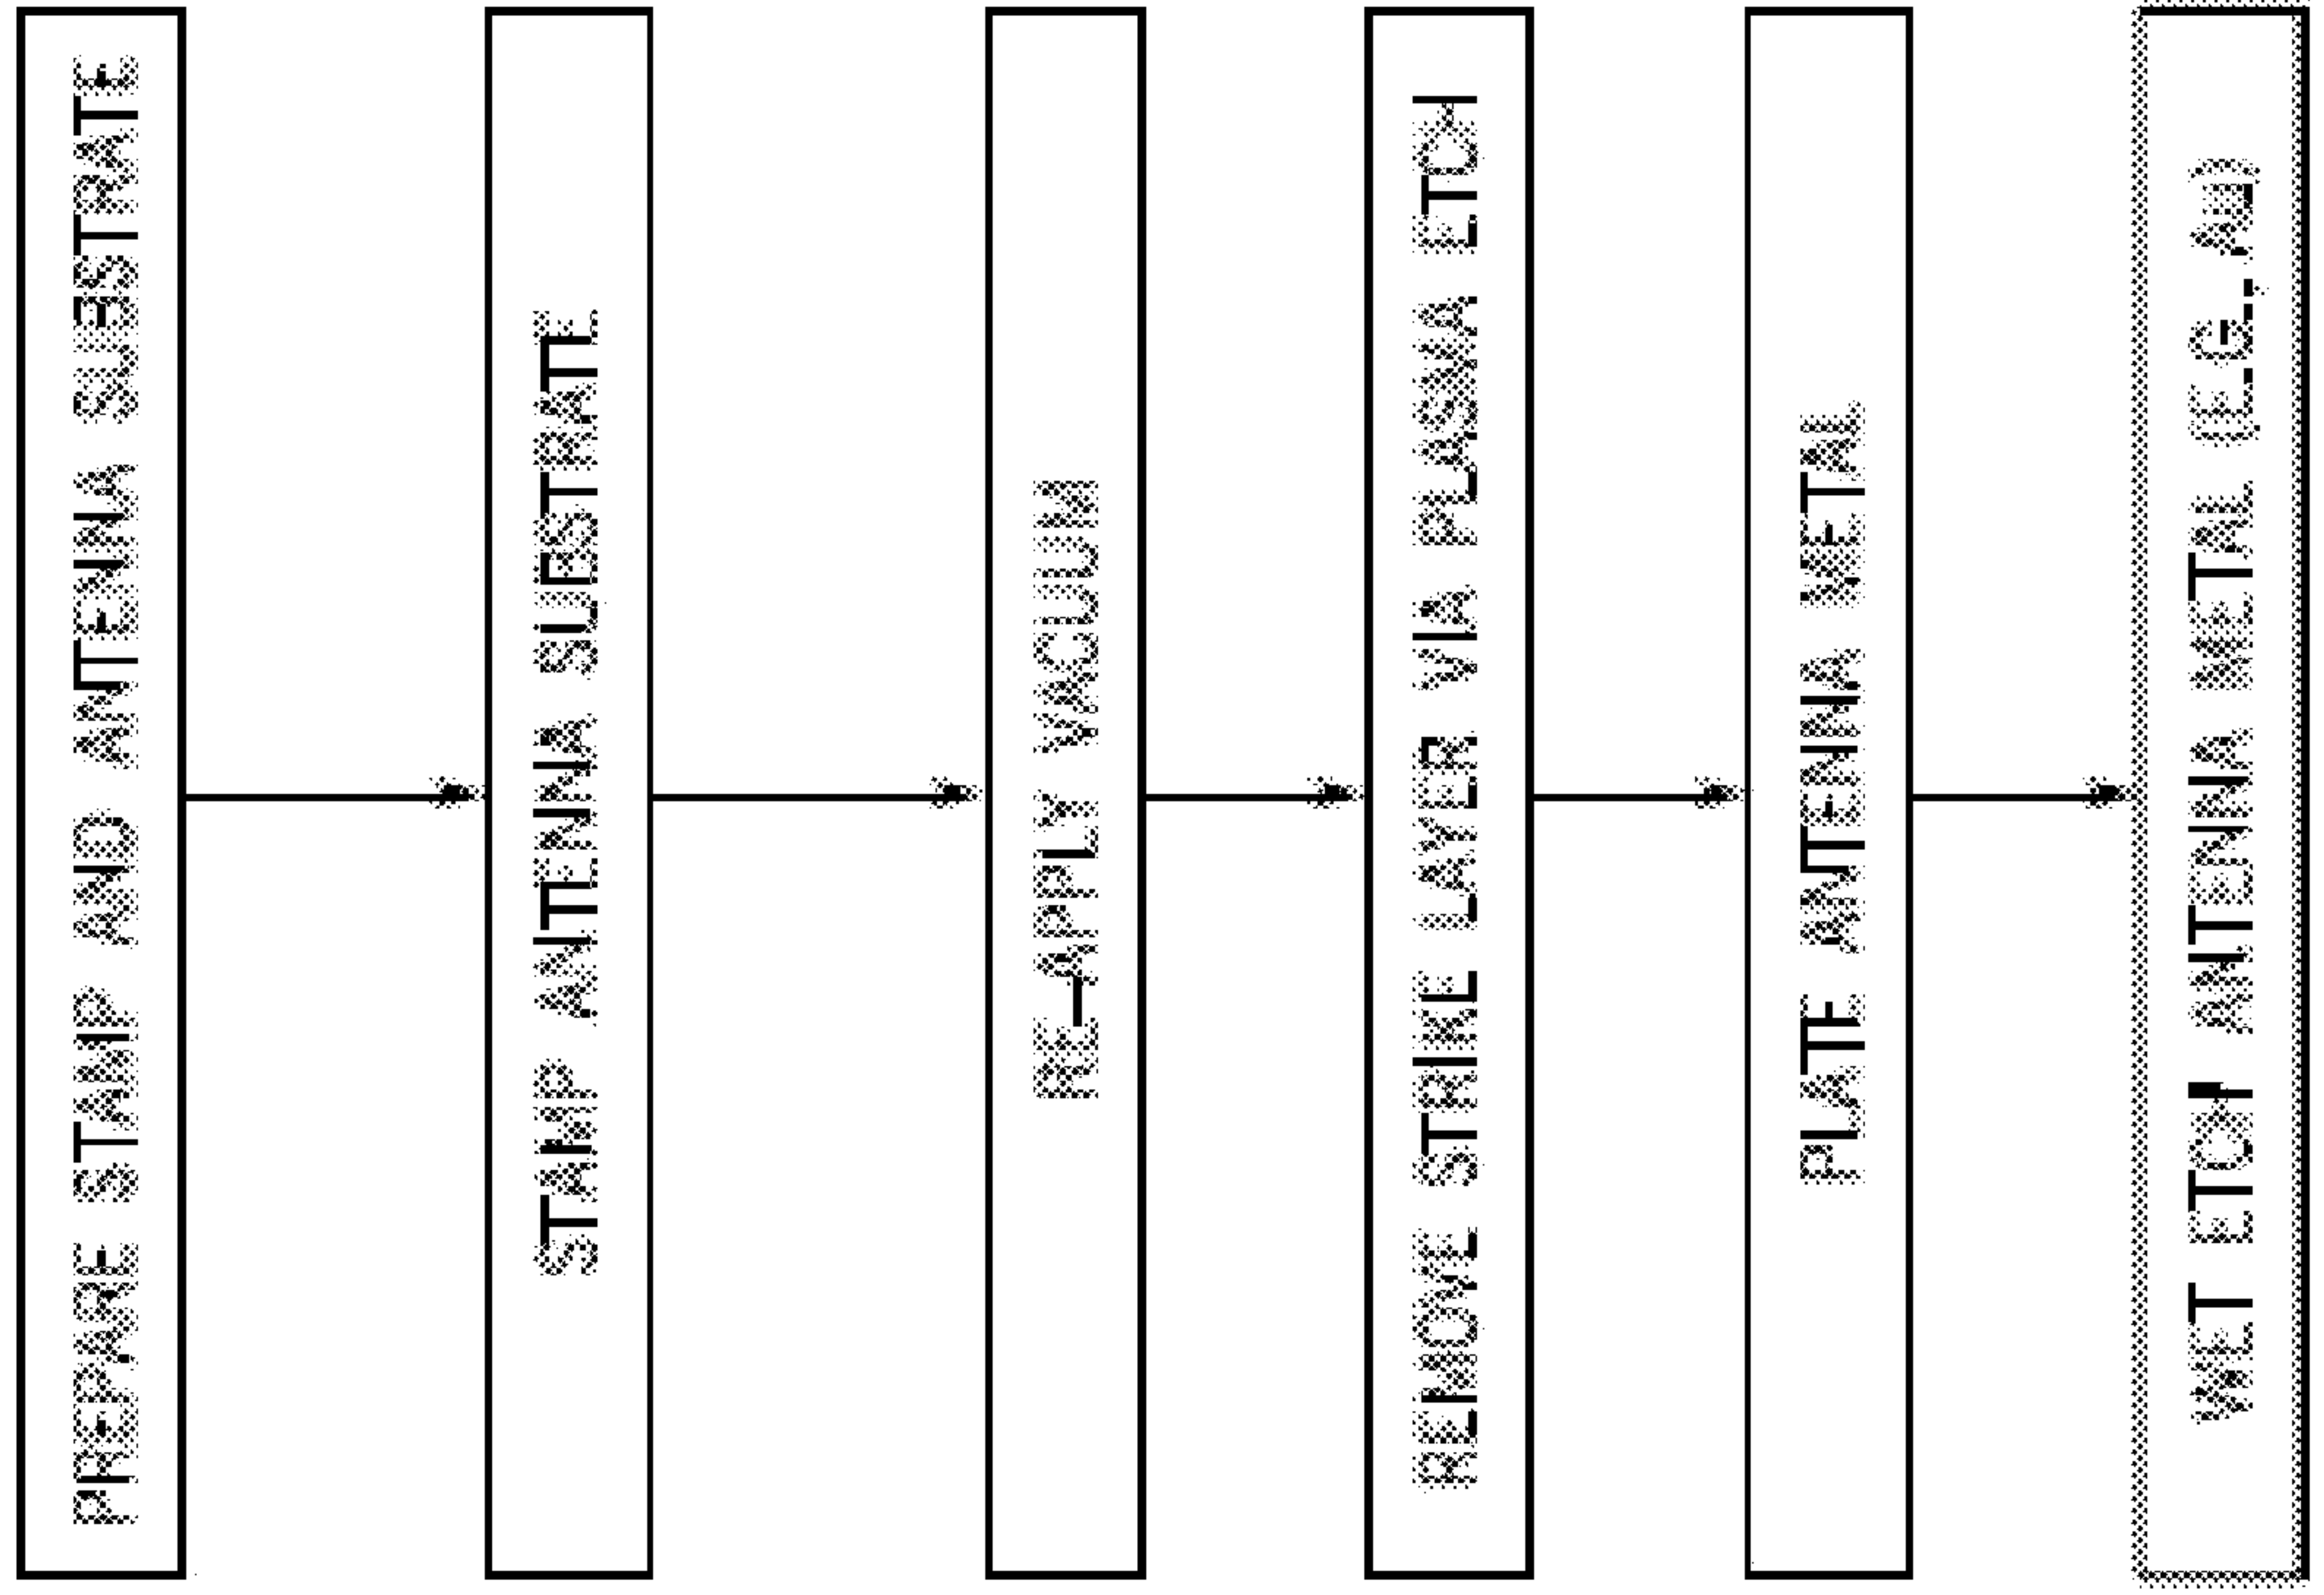 PREPARE STAMP AND ANTENNA SUBSTRATE
STAMP ANTENNA SUBSTRATE
RE-APPLY VACUUM
REMOVE STRIKE LAYER VIA PLASMA ETCH
PLATE ANTENNA METAL
WET ETCH ANTENNA METAL (E.G., AU)